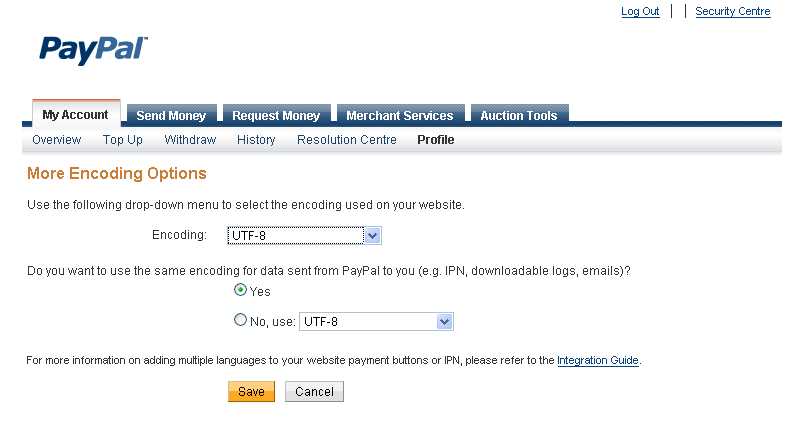 Log Out | | Security Centre
PayPal™
My Account Send Money Request Money Merchant Services Auction Tools
Overview Top Up Withdraw History Resolution Centre Profile
More Encoding Options
Use the following drop-down menu to select the encoding used on your website.
Encoding: UTF-8
Do you want to use the same encoding for data sent from PayPal to you (e.g. IPN, downloadable logs, emails)?
Yes
No, use: UTF-8
For more information on adding multiple languages to your website payment buttons or IPN, please refer to the Integration Guide.
Save Cancel